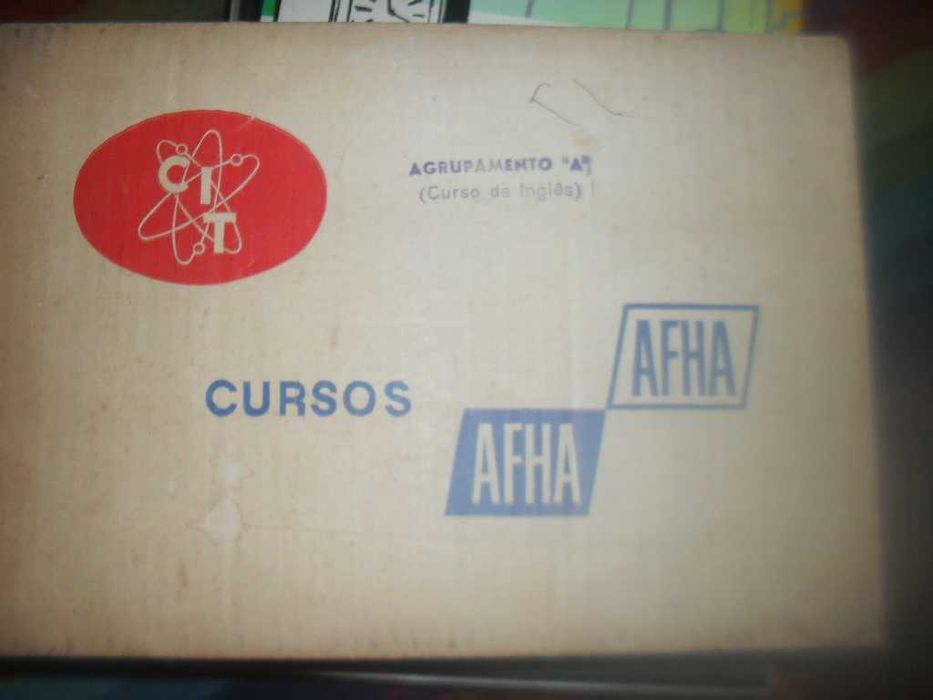 CIT
AGRUPAMENTO "A"
(Curso de Inglês)
CURSOS
AFHA
AFHA